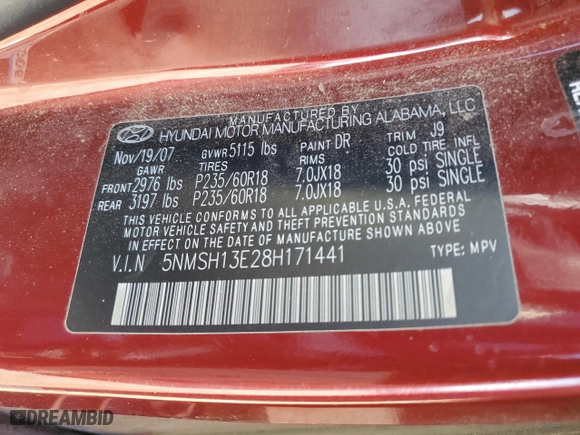 MANUFACTURED BY
HYUNDAI MOTOR MANUFACTURING ALABAMA, LLC
Nov/19/07 GVWR 5115 lbs PAINT DR TRIM J9
GAWR TIRES RIMS COLD TIRE INFL
FRONT 2976 lbs P235/60R18 7.0JX18 30 psi SINGLE
REAR 3197 lbs P235/60R18 7.0JX18 30 psi SINGLE
THIS VEHICLE CONFORMS TO ALL APPLICABLE U.S.A. FEDERAL
MOTOR VEHICLE SAFETY AND THEFT PREVENTION STANDARDS
IN EFFECT ON THE DATE OF MANUFACTURE SHOWN ABOVE
V.I.N 5NMSH13E28H171441 TYPE: MPV
DREAMBID